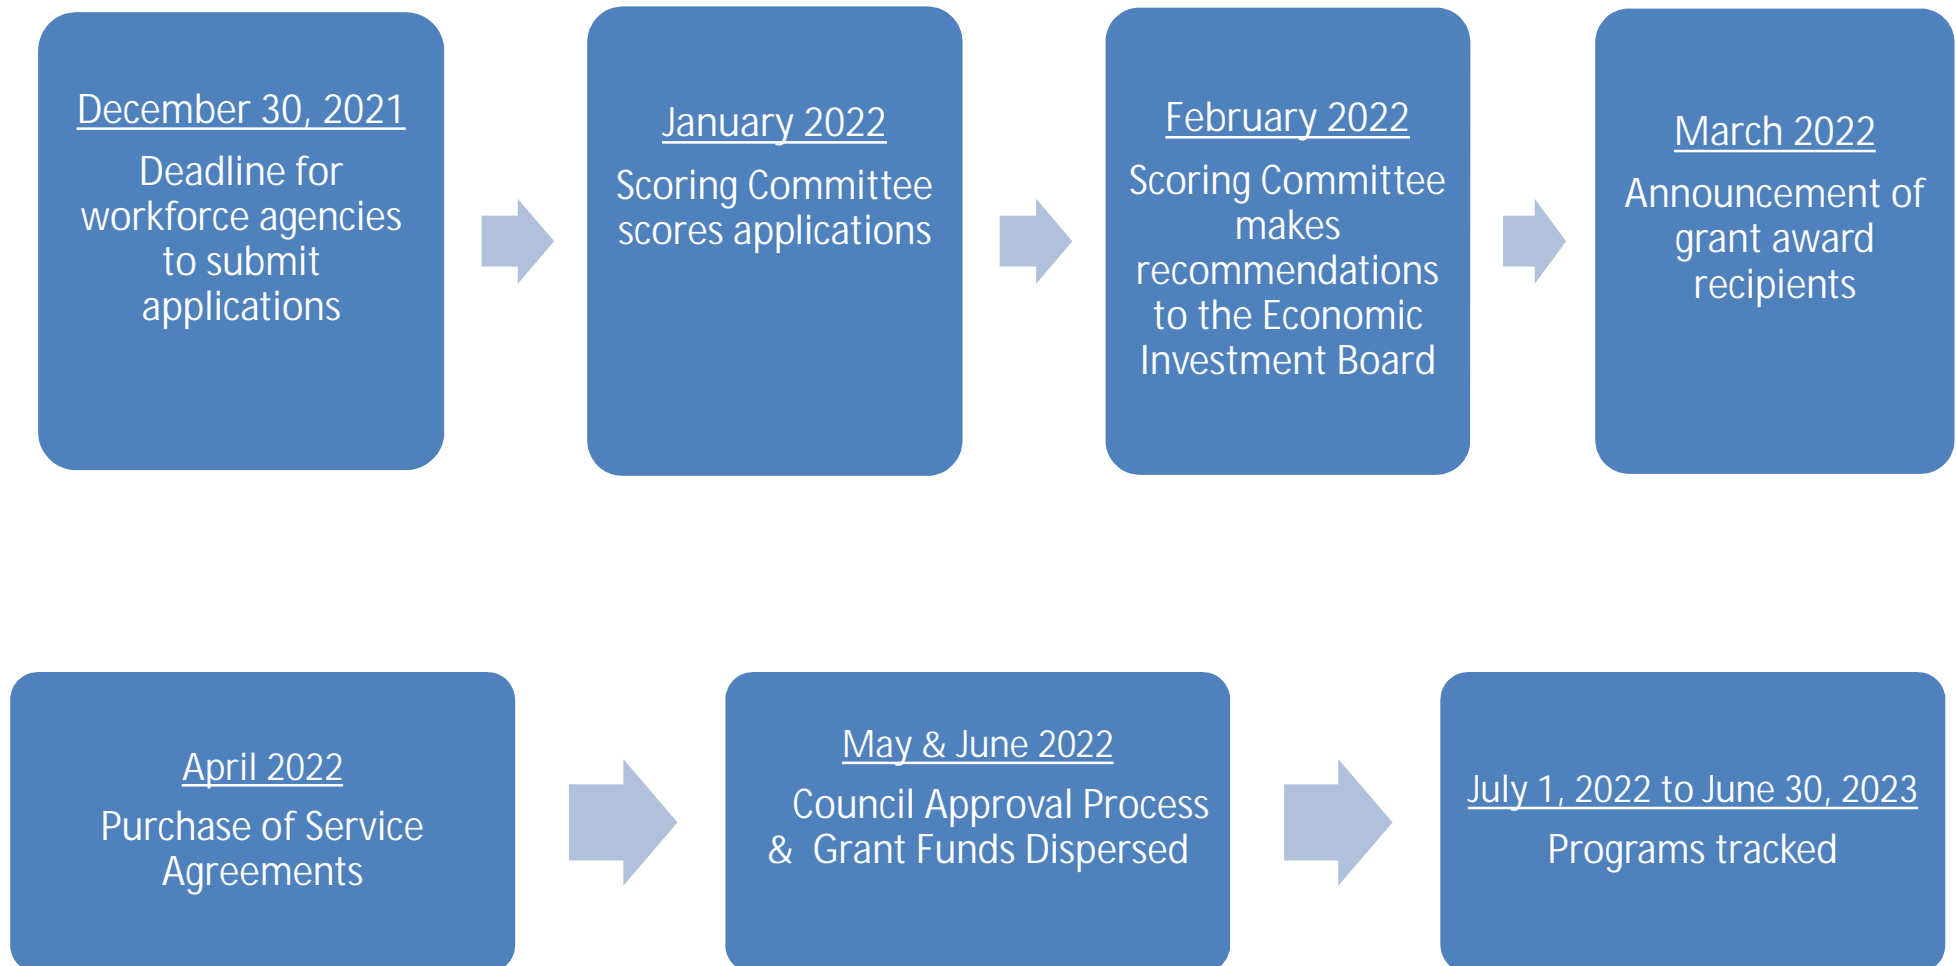 December 30, 2021
Deadline for
workforce agencies
to submit
applications
January 2022
Scoring Committee
scores applications
February 2022
Scoring Committee
makes
recommendations
to the Economic
Investment Board
March 2022
Announcement of
grant award
recipients
April 2022
Purchase of Service
Agreements
May & June 2022
Council Approval Process
& Grant Funds Dispersed
July 1, 2022 to June 30, 2023
Programs tracked